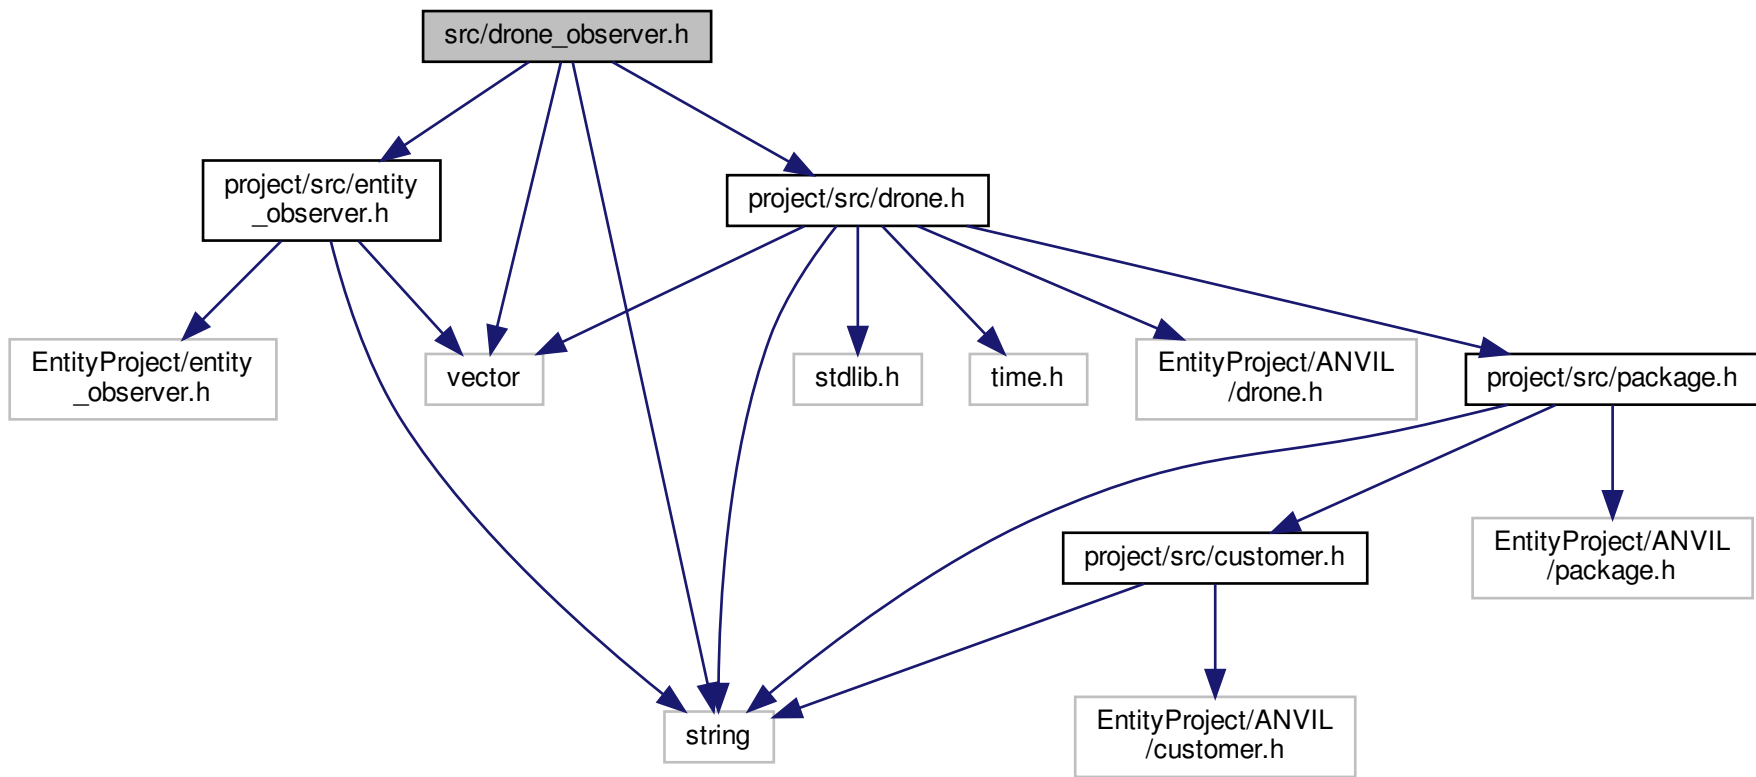 src/drone_observer.h
project/src/entity
_observer.h
project/src/drone.h
EntityProject/entity
_observer.h
vector
stdlib.h
time.h
EntityProject/ANVIL
/drone.h
project/src/package.h
project/src/customer.h
EntityProject/ANVIL
/package.h
string
EntityProject/ANVIL
/customer.h